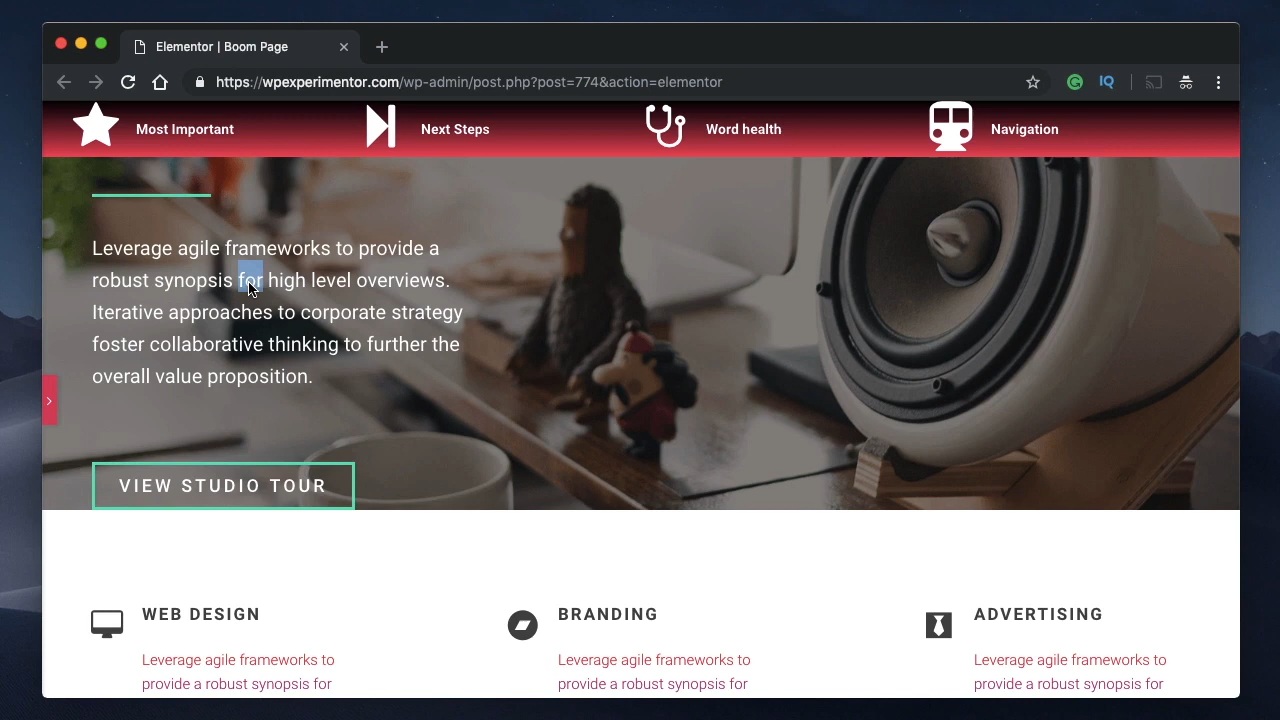 Elementor | Boom Page
https://wpexperimentor.com/wp-admin/post.php?post=774&action=elementor
IQ
Most Important
Next Steps
Word health
Navigation
Leverage agile frameworks to provide a
robust synopsis for high level overviews.
Iterative approaches to corporate strategy
foster collaborative thinking to further the
overall value proposition.
VIEW STUDIO TOUR
WEB DESIGN
BRANDING
ADVERTISING
Leverage agile frameworks to
provide a robust synopsis for
Leverage agile frameworks to
provide a robust synopsis for
Leverage agile frameworks to
provide a robust synopsis for